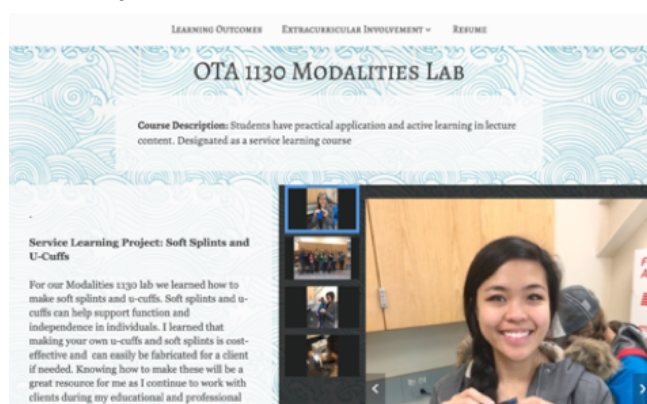 Learning Outcomes Extracurricular Involvement Resume
OTA 1130 Modalities Lab
Course Description: Students have practical application and active learning in lecture
content. Designated as a service learning course
.
Service Learning Project: Soft Splints and
U-Cuffs
For our Modalities 1130 lab we learned how to
make soft splints and u-cuffs. Soft splints and u-
cuffs can help support function and
independence in individuals. I learned that
making your own u-cuffs and soft splints is cost-
effective and can easily be fabricated for a client
if needed. Knowing how to make these will be a
great resource for me as I continue to work with
clients during my educational and professional